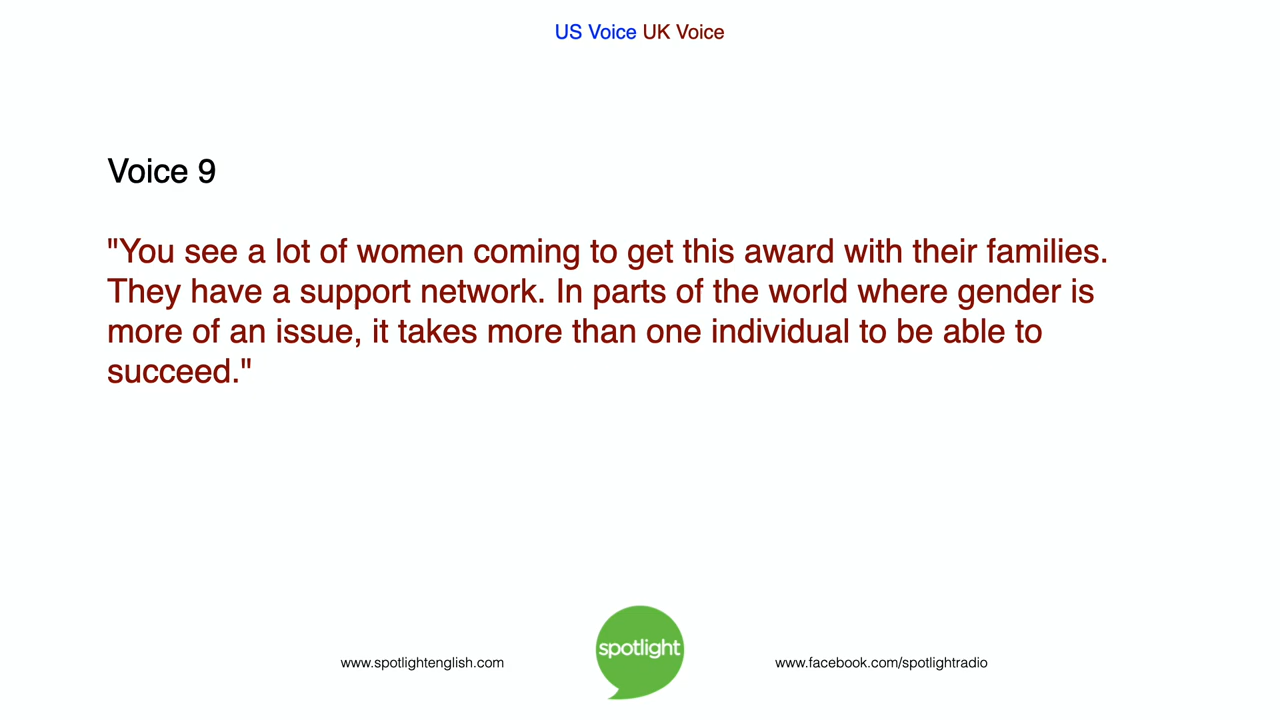 US Voice UK Voice
Voice 9
"You see a lot of women coming to get this award with their families.
They have a support network. In parts of the world where gender is
more of an issue, it takes more than one individual to be able to
succeed."
www.spotlightenglish.com
spotlight
www.facebook.com/spotlightradio